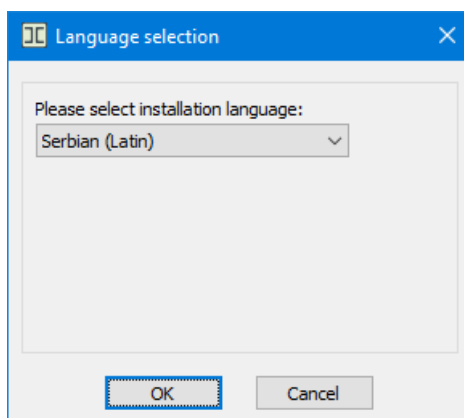 Language selection
Please select installation language:
Serbian (Latin)
OK
Cancel